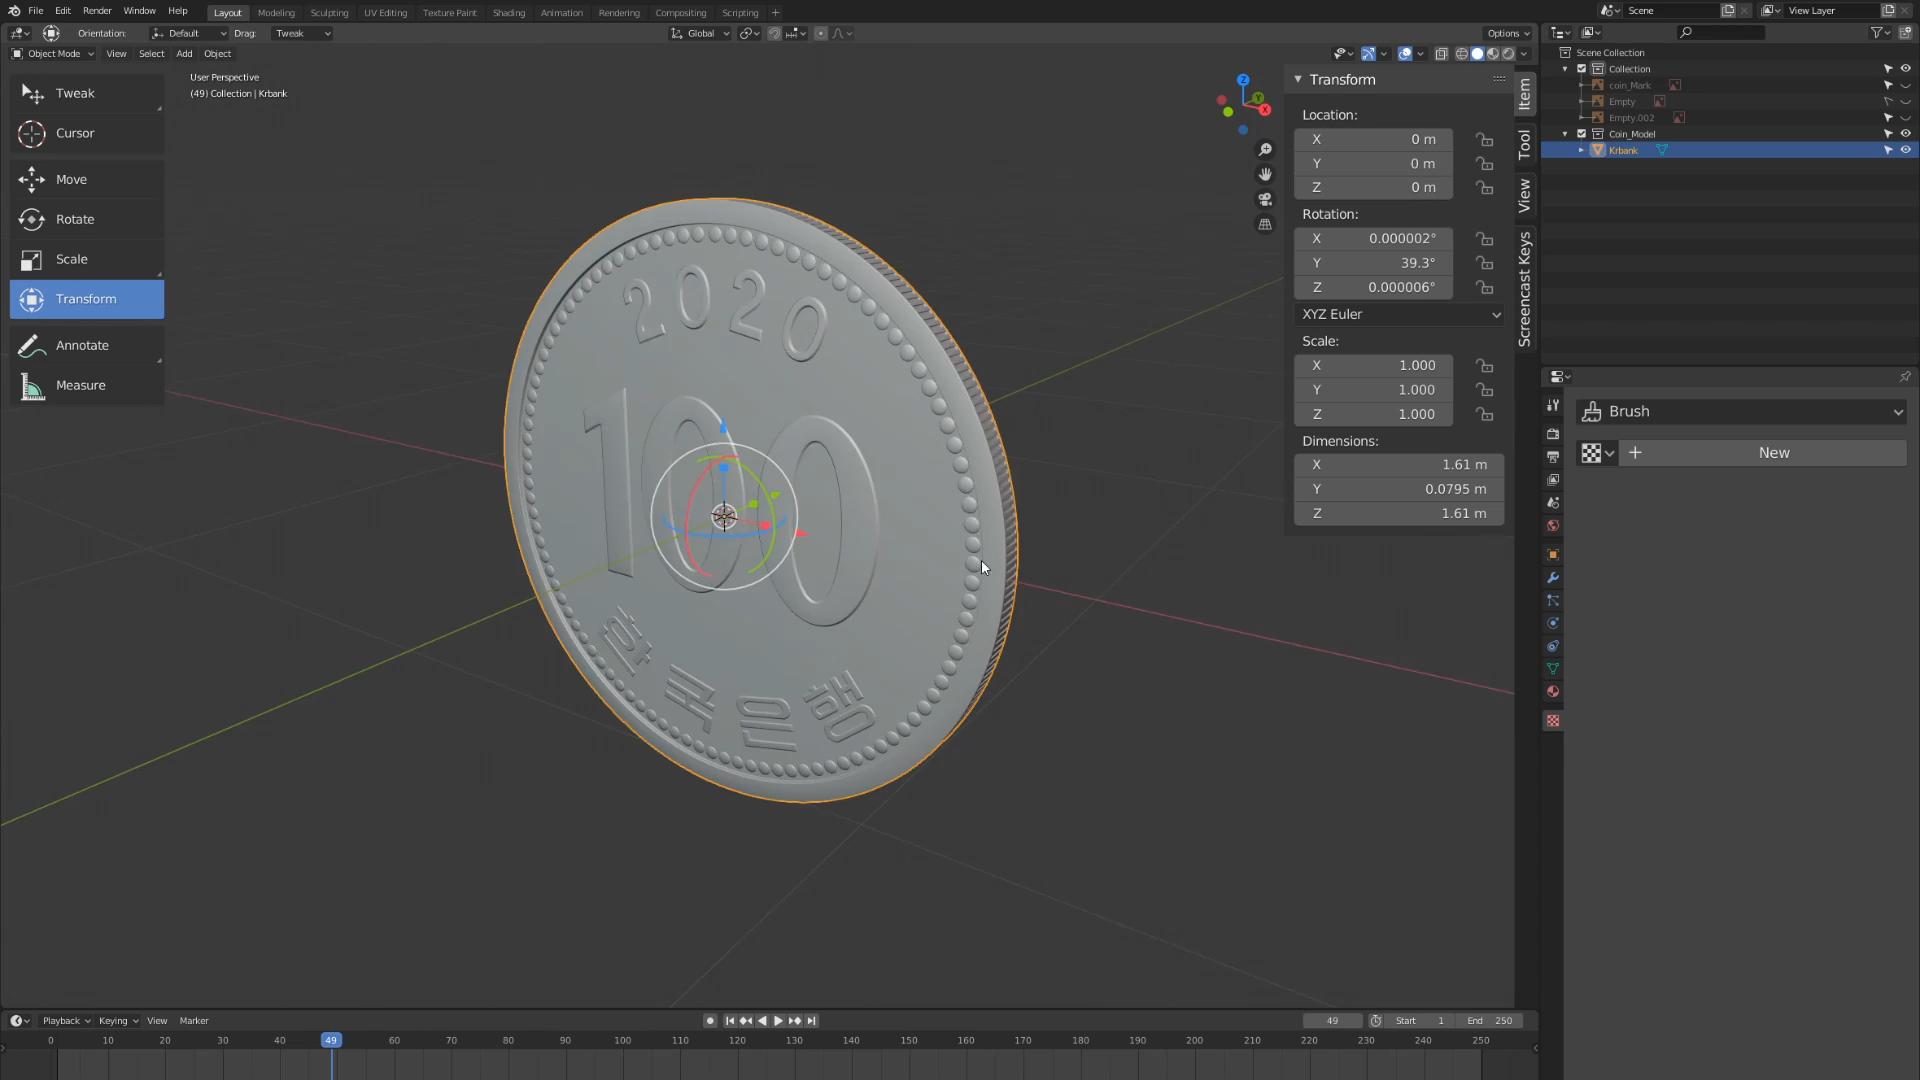 File Edit Render Window Help Layout Modeling Sculpting UV Editing Texture Paint Shading Animation Rendering Compositing Scripting + Scene View Layer
Orientation: Default Drag: Tweak Global Options
Object Mode View Select Add Object
User Perspective
(49) Collection | Krbank
Tweak
Cursor
Move
Rotate
Scale
Transform
Annotate
Measure
2020
100
한국은행
X
Y
Z
Transform
Location:
X 0 m
Y 0 m
Z 0 m
Rotation:
X 0.000002°
Y 39.3°
Z 0.000006°
XYZ Euler
Scale:
X 1.000
Y 1.000
Z 1.000
Dimensions:
X 1.61 m
Y 0.0795 m
Z 1.61 m
Item
Tool
View
Screencast Keys
Scene Collection
Collection
coin_Mark
Empty
Empty.002
Coin_Model
Krbank
Brush
+ New
Playback Keying View Marker 49 Start 1 End 250
0 10 20 30 40 49 60 70 80 90 100 110 120 130 140 150 160 170 180 190 200 210 220 230 240 250